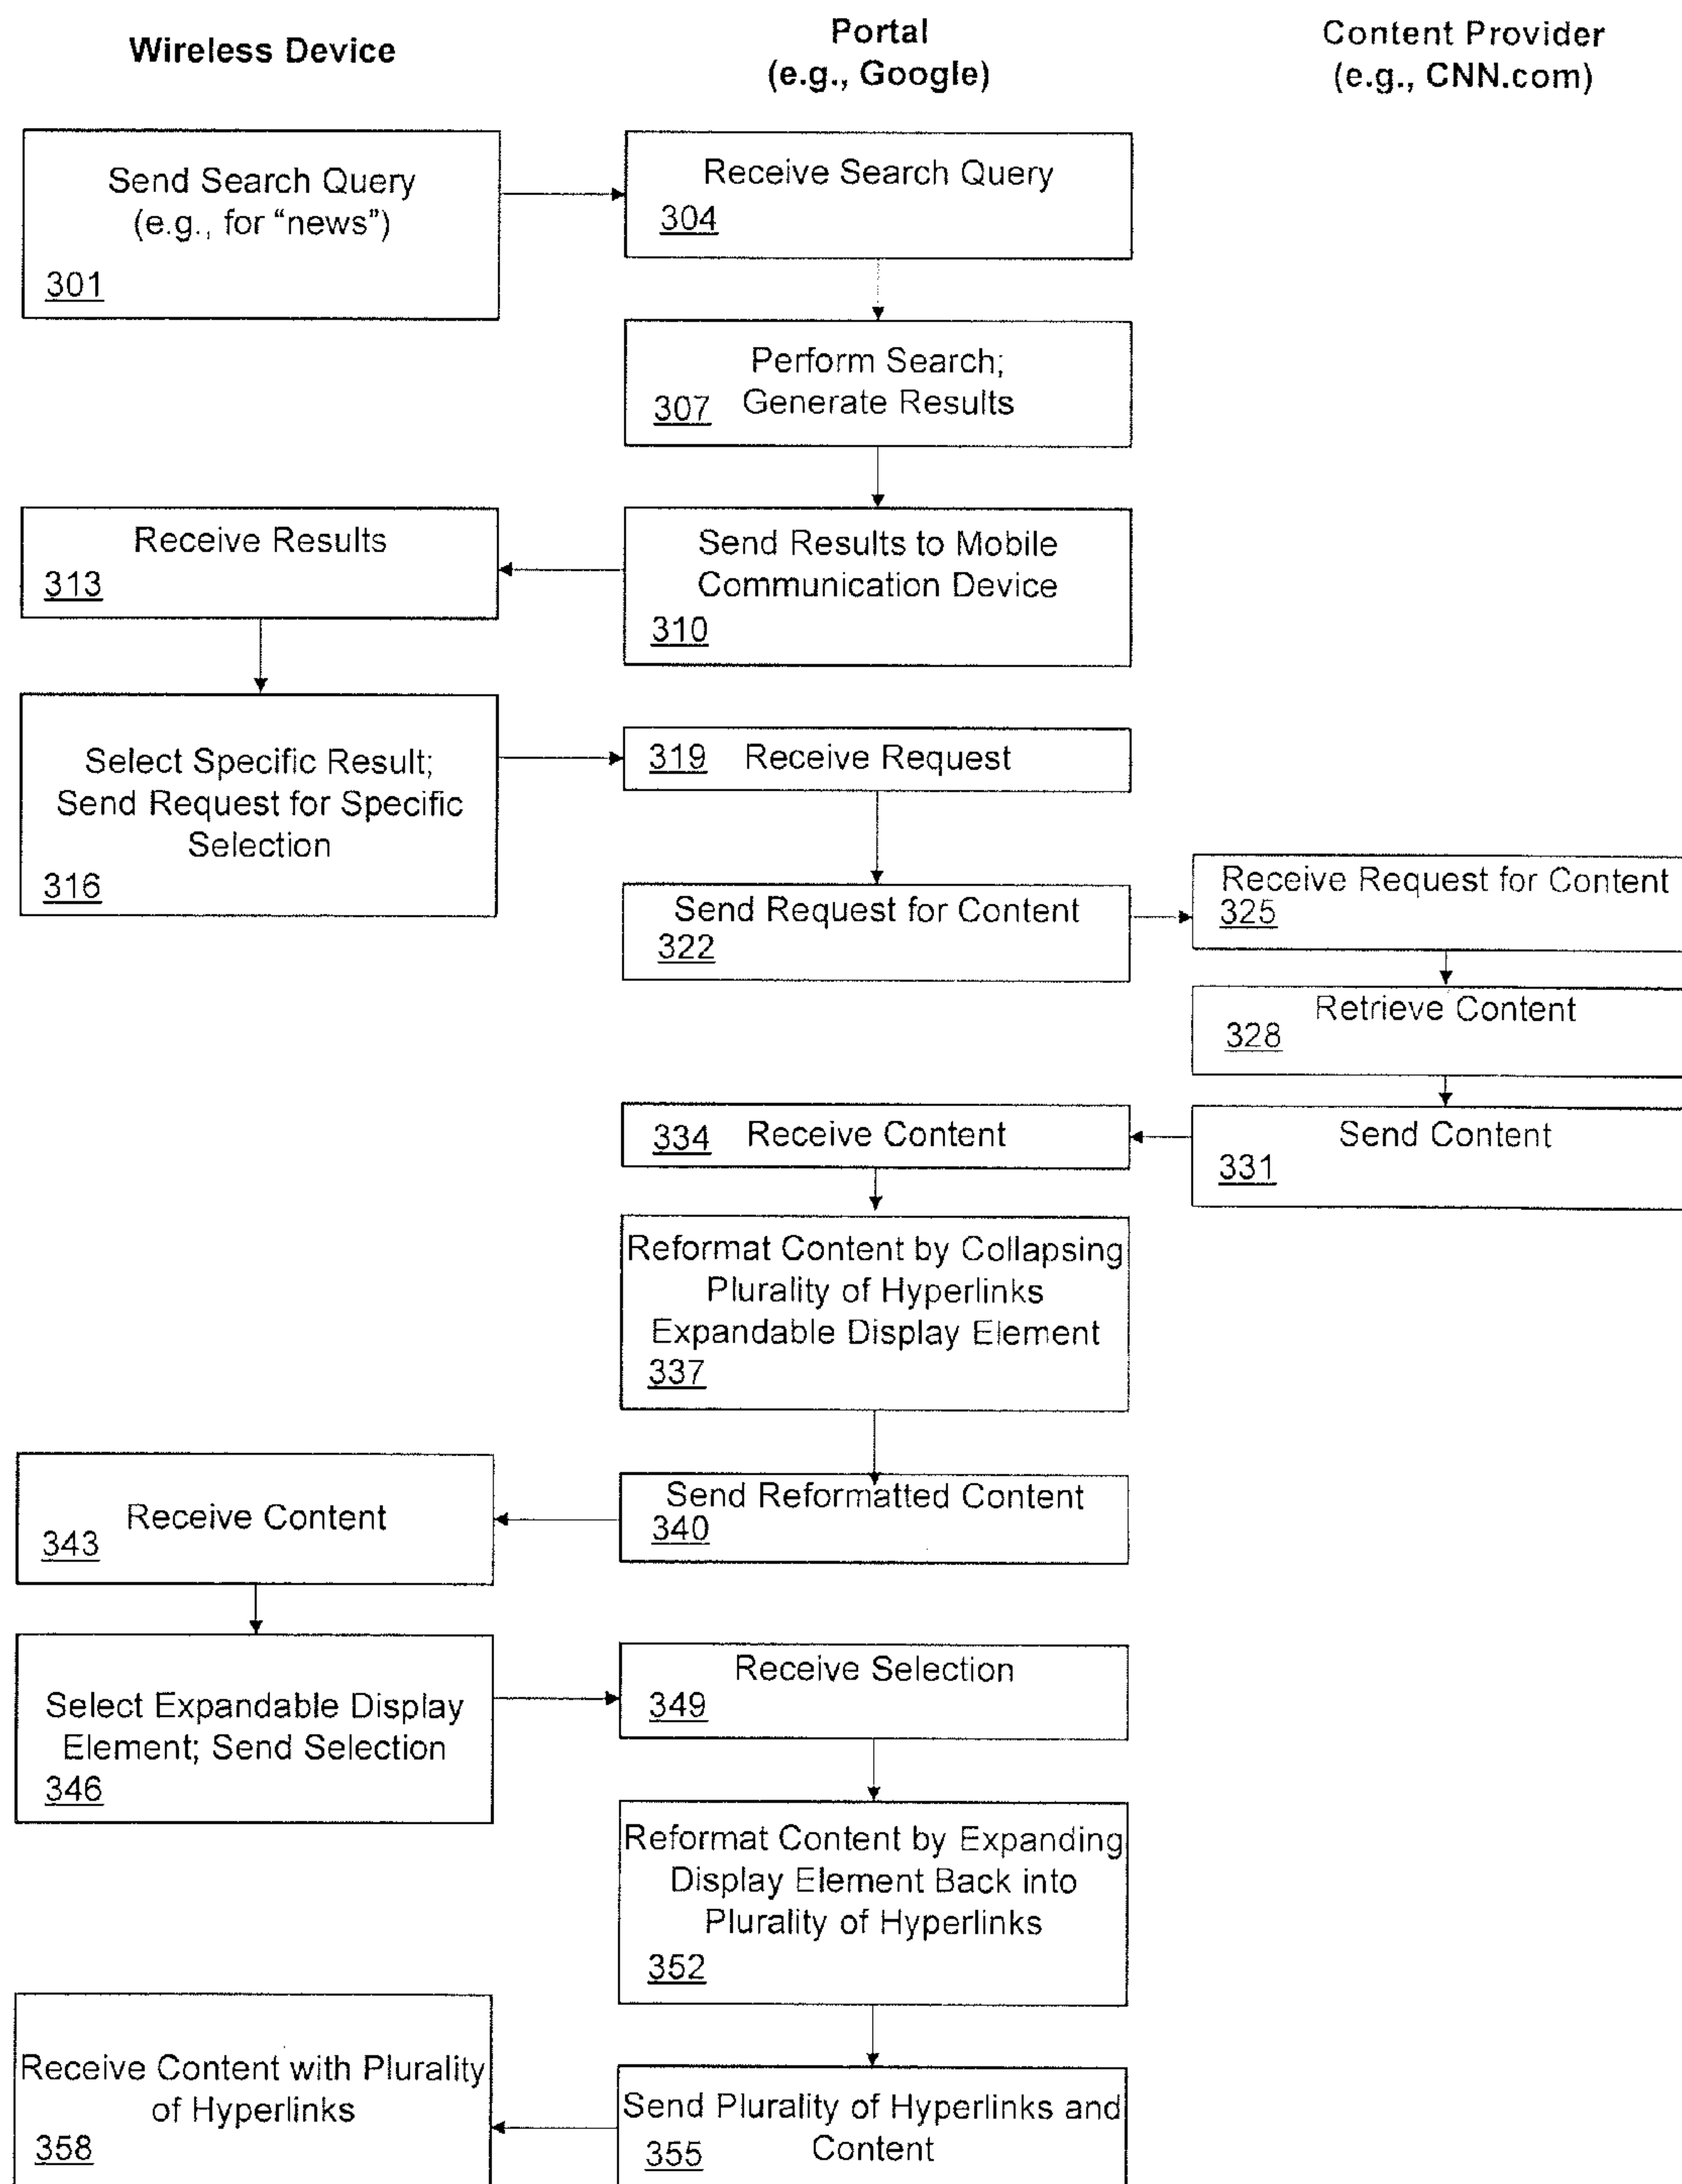 Wireless Device
Portal
(e.g., Google)
Content Provider
(e.g., CNN.com)
Send Search Query
(e.g., for “news”)
301
Receive Search Query
304
Perform Search;
307 Generate Results
Receive Results
313
Send Results to Mobile
Communication Device
310
Select Specific Result;
Send Request for Specific
Selection
316
319 Receive Request
Send Request for Content
322
Receive Request for Content
325
Retrieve Content
328
334 Receive Content
Send Content
331
Reformat Content by Collapsing
Plurality of Hyperlinks
Expandable Display Element
337
Receive Content
343
Send Reformatted Content
340
Select Expandable Display
Element; Send Selection
346
Receive Selection
349
Reformat Content by Expanding
Display Element Back into
Plurality of Hyperlinks
352
Receive Content with Plurality
of Hyperlinks
358
Send Plurality of Hyperlinks and
Content
355